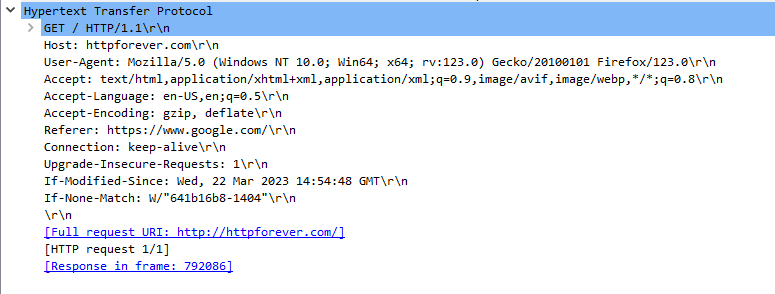 Hypertext Transfer Protocol
GET / HTTP/1.1\r\n
Host: httpforever.com\r\n
User-Agent: Mozilla/5.0 (Windows NT 10.0; Win64; x64; rv:123.0) Gecko/20100101 Firefox/123.0\r\n
Accept: text/html,application/xhtml+xml,application/xml;q=0.9,image/avif,image/webp,*/*;q=0.8\r\n
Accept-Language: en-US,en;q=0.5\r\n
Accept-Encoding: gzip, deflate\r\n
Referer: https://www.google.com/\r\n
Connection: keep-alive\r\n
Upgrade-Insecure-Requests: 1\r\n
If-Modified-Since: Wed, 22 Mar 2023 14:54:48 GMT\r\n
If-None-Match: W/"641b16b8-1404"\r\n
\r\n
[Full request URI: http://httpforever.com/]
[HTTP request 1/1]
[Response in frame: 792086]